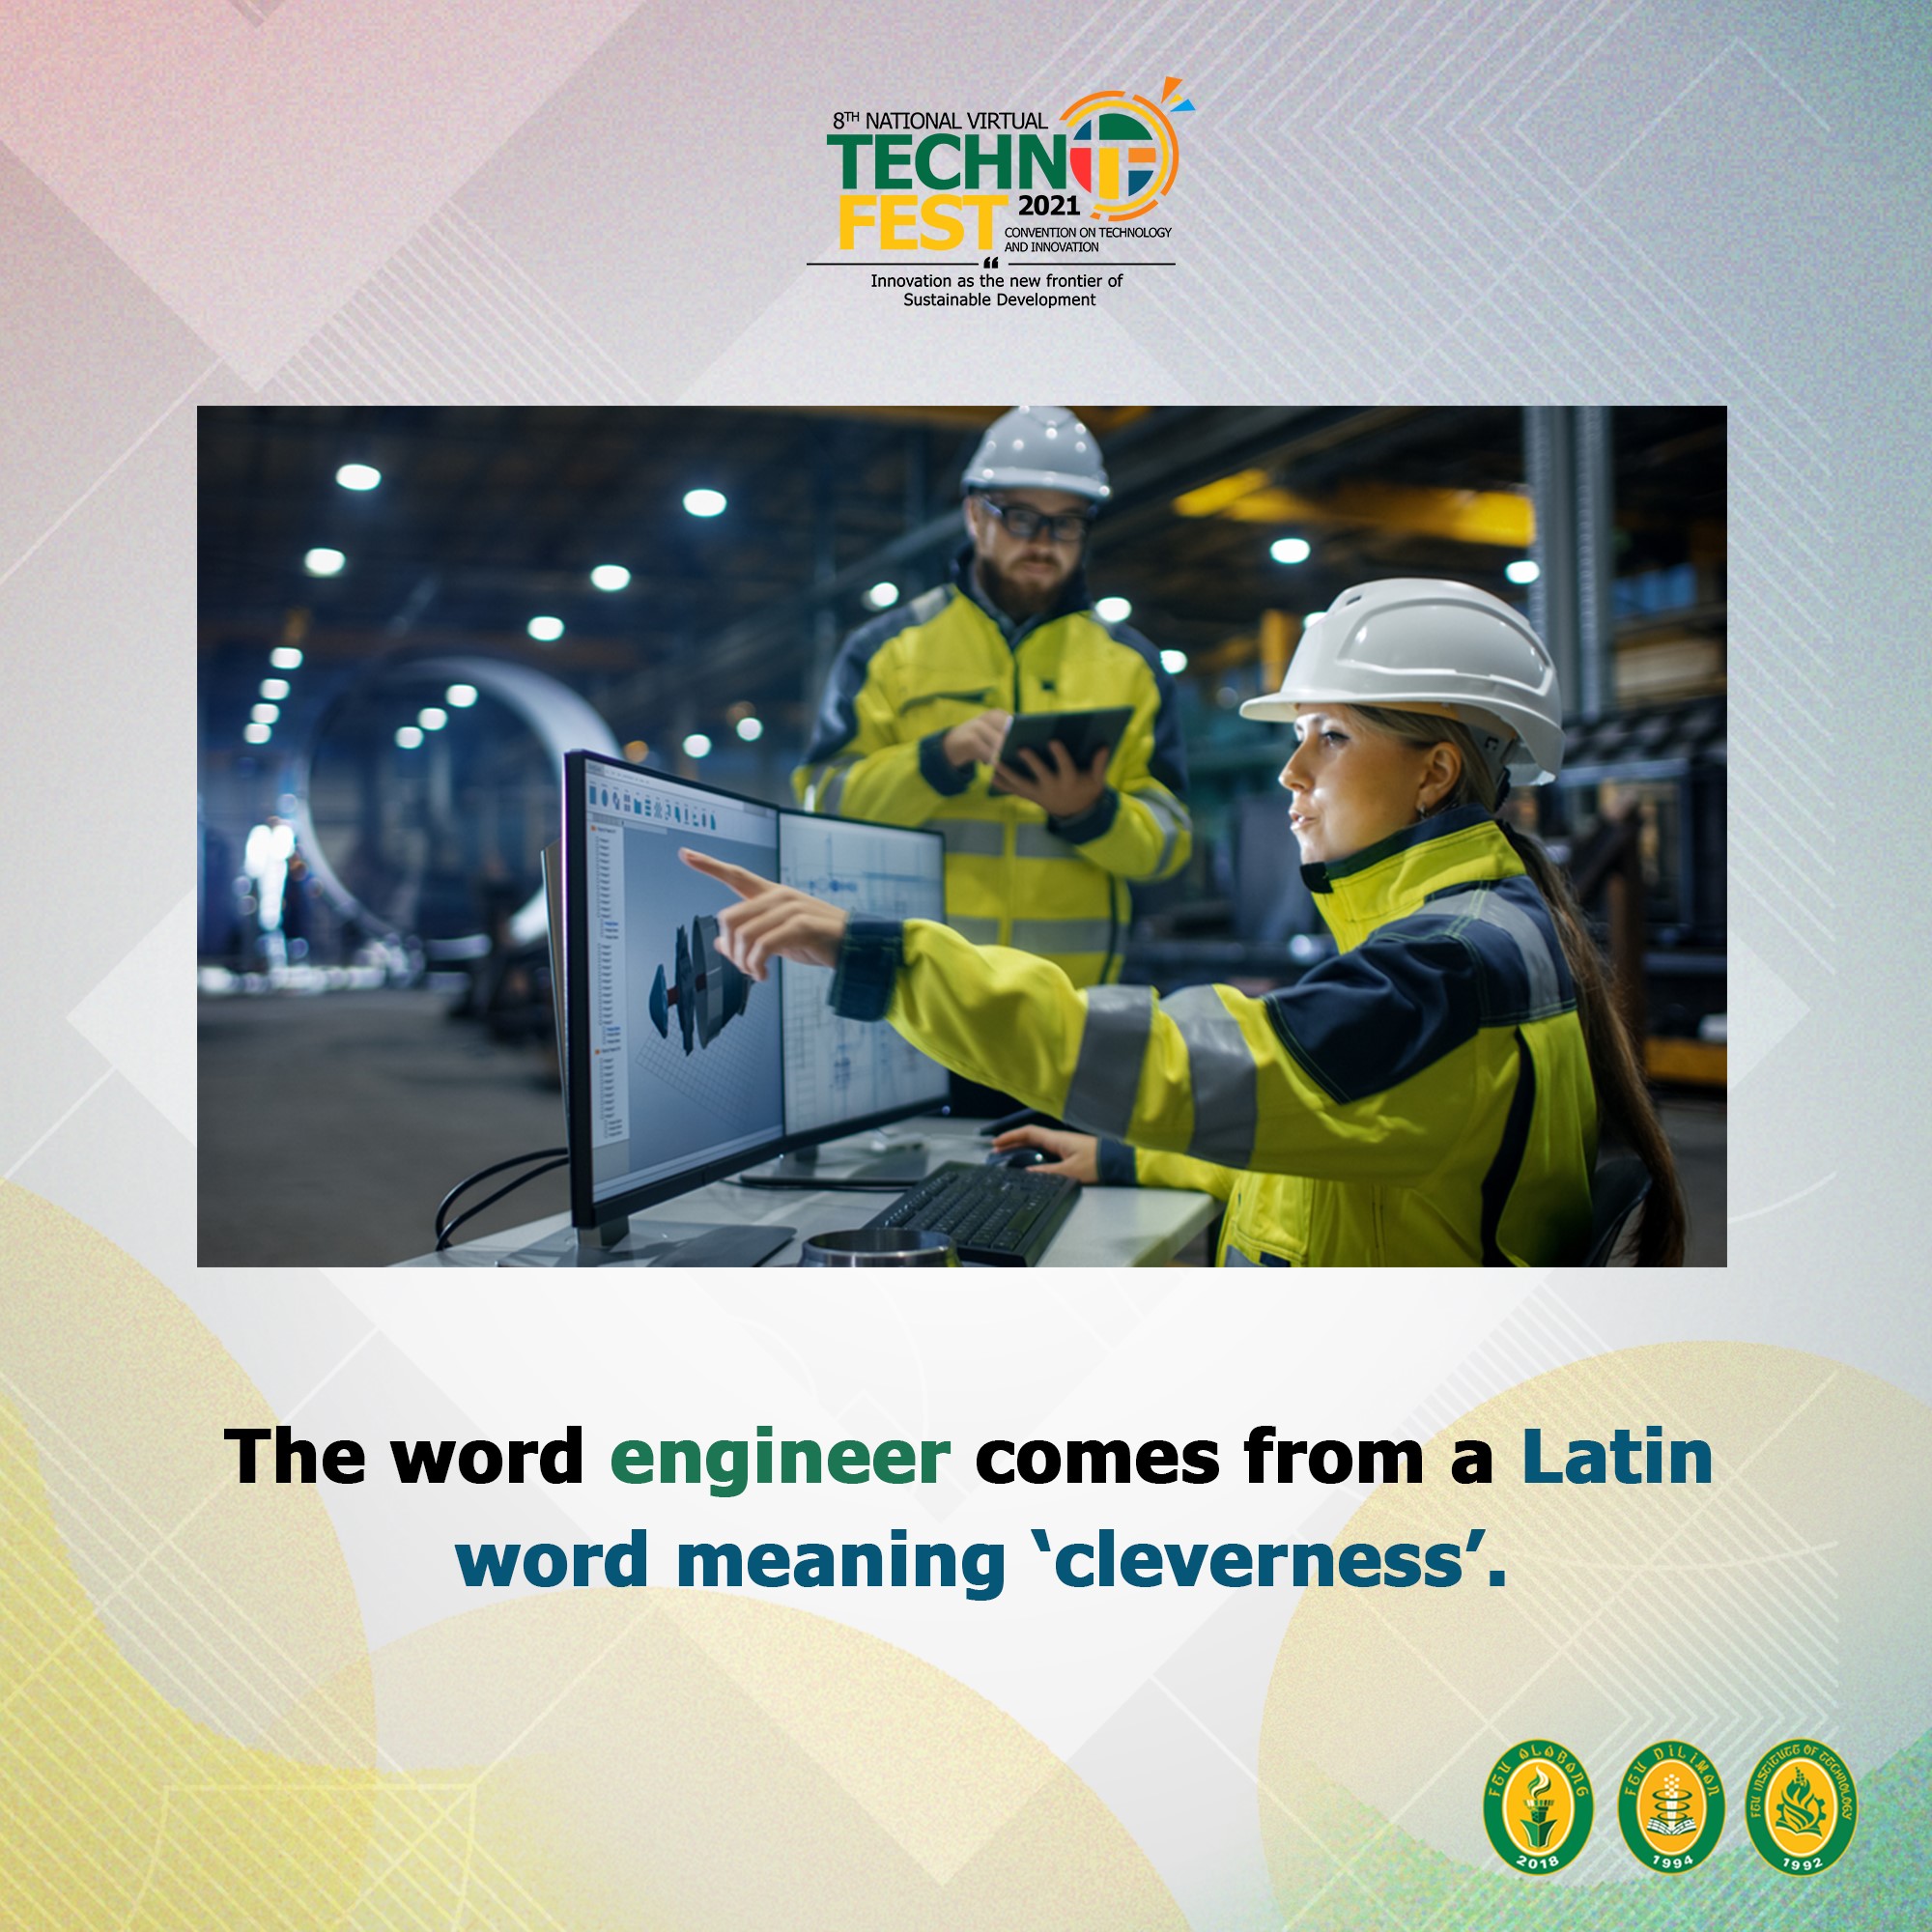 8TH NATIONAL VIRTUAL
TECHNO
FEST 2021
CONVENTION ON TECHNOLOGY
AND INNOVATION
“
Innovation as the new frontier of
Sustainable Development
The word engineer comes from a Latin
word meaning ‘cleverness’.
FEU ALABANG
2018
FEU DILIMAN
1994
FEU INSTITUTE OF TECHNOLOGY
1992